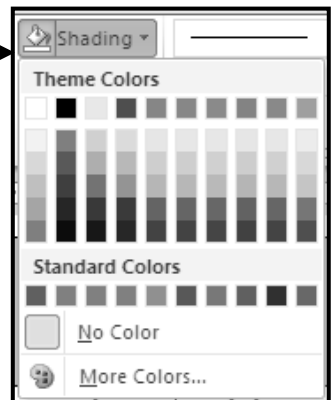 Shading
Theme Colors
Standard Colors
No Color
More Colors...